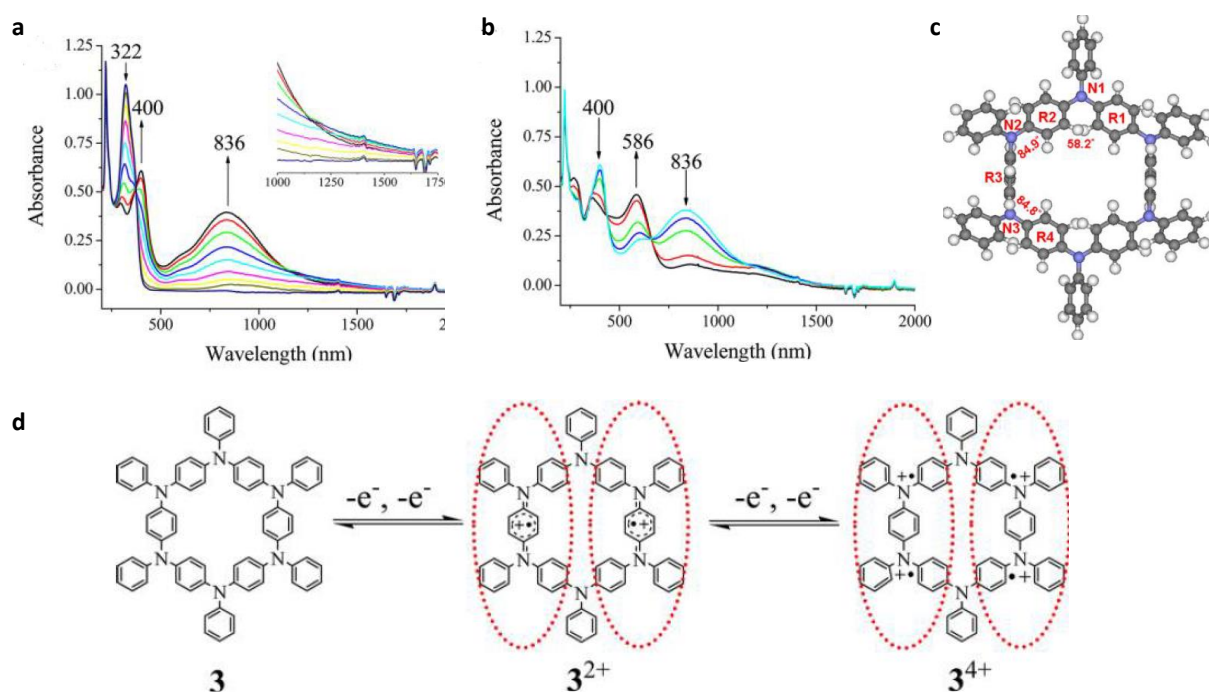 a
322
400
836
Absorbance
1.25
1.00
0.75
0.50
0.25
0.00
500
1000
1500
2
Wavelength (nm)
1000
1250
1500
175
b
400
586
836
Absorbance
1.25
1.00
0.75
0.50
0.25
0.00
500
1000
1500
2000
Wavelength (nm)
c
N1
R2
R1
N2
84.9°
58.2°
R3
84.8°
N3
R4
d
N
N
N
N
N
N
3
-e⁻, -e⁻
N
N
N
+•
•+
N
N
N
3²⁺
-e⁻, -e⁻
N
+•
•+
N
N
+•
•+
N
N
N
3⁴⁺